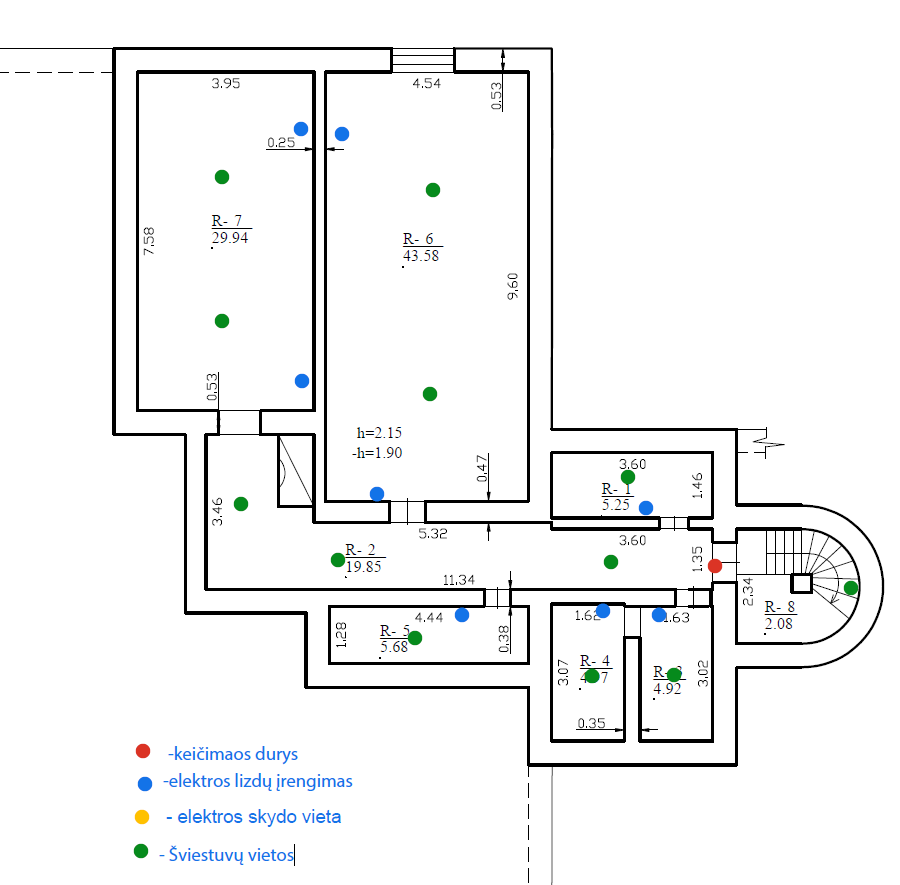 3.95
4.54
0.53
0.25
R- 7
29.94
7.58
R- 6
43.58
9.60
0.53
h=2.15
-h=1.90
0.47
3.60
R- 1
5.25
1.46
3.46
5.32
3.60
R- 2
19.85
1.35
11.34
2.34
R- 8
2.08
4.44
1.28
R- 5
5.68
0.38
1.62
1.63
3.07
R- 4
3.02
4.92
0.35
-keičimaos durys
-elektros lizdų įrengimas
- elektros skydo vieta
- Šviestuvų vietos